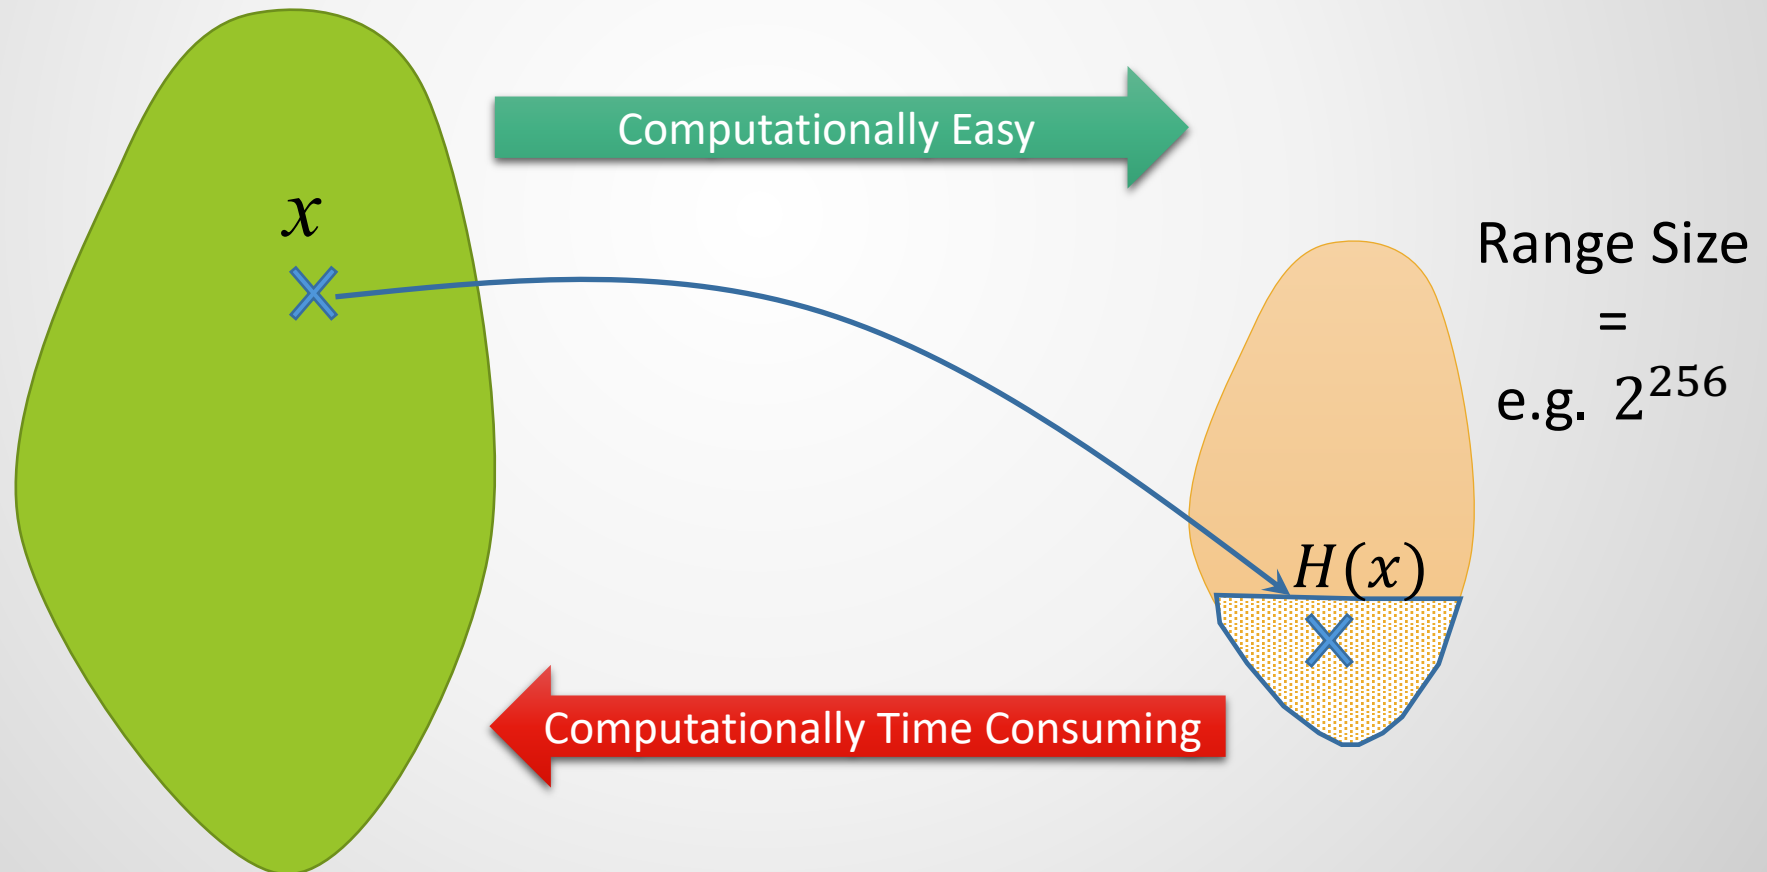 Computationally Easy
x
Range Size
=
e.g. 2^256
H(x)
Computationally Time Consuming